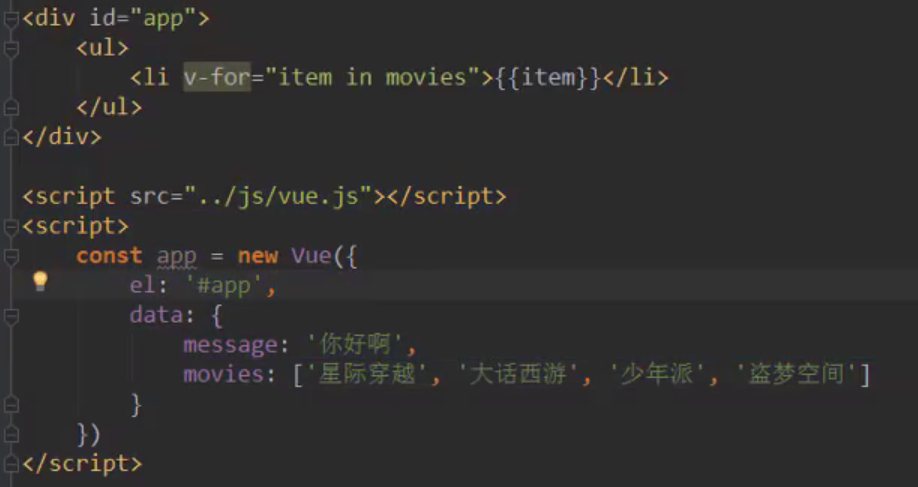 <div id="app">
    <ul>
        <li v-for="item in movies">{{item}}</li>
    </ul>
</div>

<script src="../js/vue.js"></script>
<script>
    const app = new Vue({
        el: '#app',
        data: {
            message: '你好啊',
            movies: ['星际穿越', '大话西游', '少年派', '盗梦空间']
        }
    })
</script>